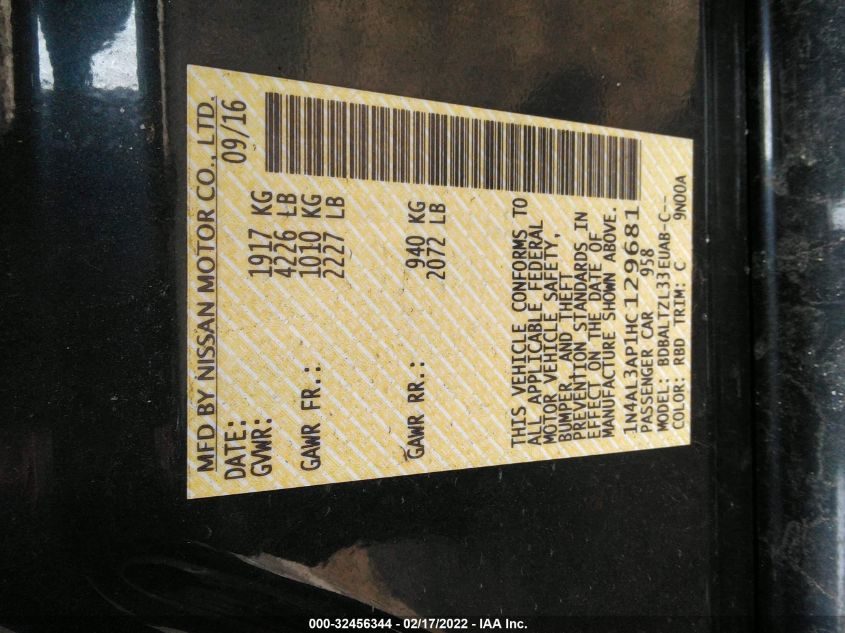 MFD BY NISSAN MOTOR CO., LTD.
DATE: 09/16
GVWR: 1917 KG
4226 LB
GAWR FR.: 1010 KG
2227 LB
GAWR RR.: 940 KG
2072 LB
THIS VEHICLE CONFORMS TO
ALL APPLICABLE FEDERAL
MOTOR VEHICLE SAFETY,
BUMPER, AND THEFT
PREVENTION STANDARDS IN
EFFECT ON THE DATE OF
MANUFACTURE SHOWN ABOVE.
1N4AL3AP1HC129681
PASSENGER CAR 958
MODEL: BDBALTZL33EUAB-C--
COLOR: RBD TRIM: C 9N00A
000-32456344 - 02/17/2022 - IAA Inc.